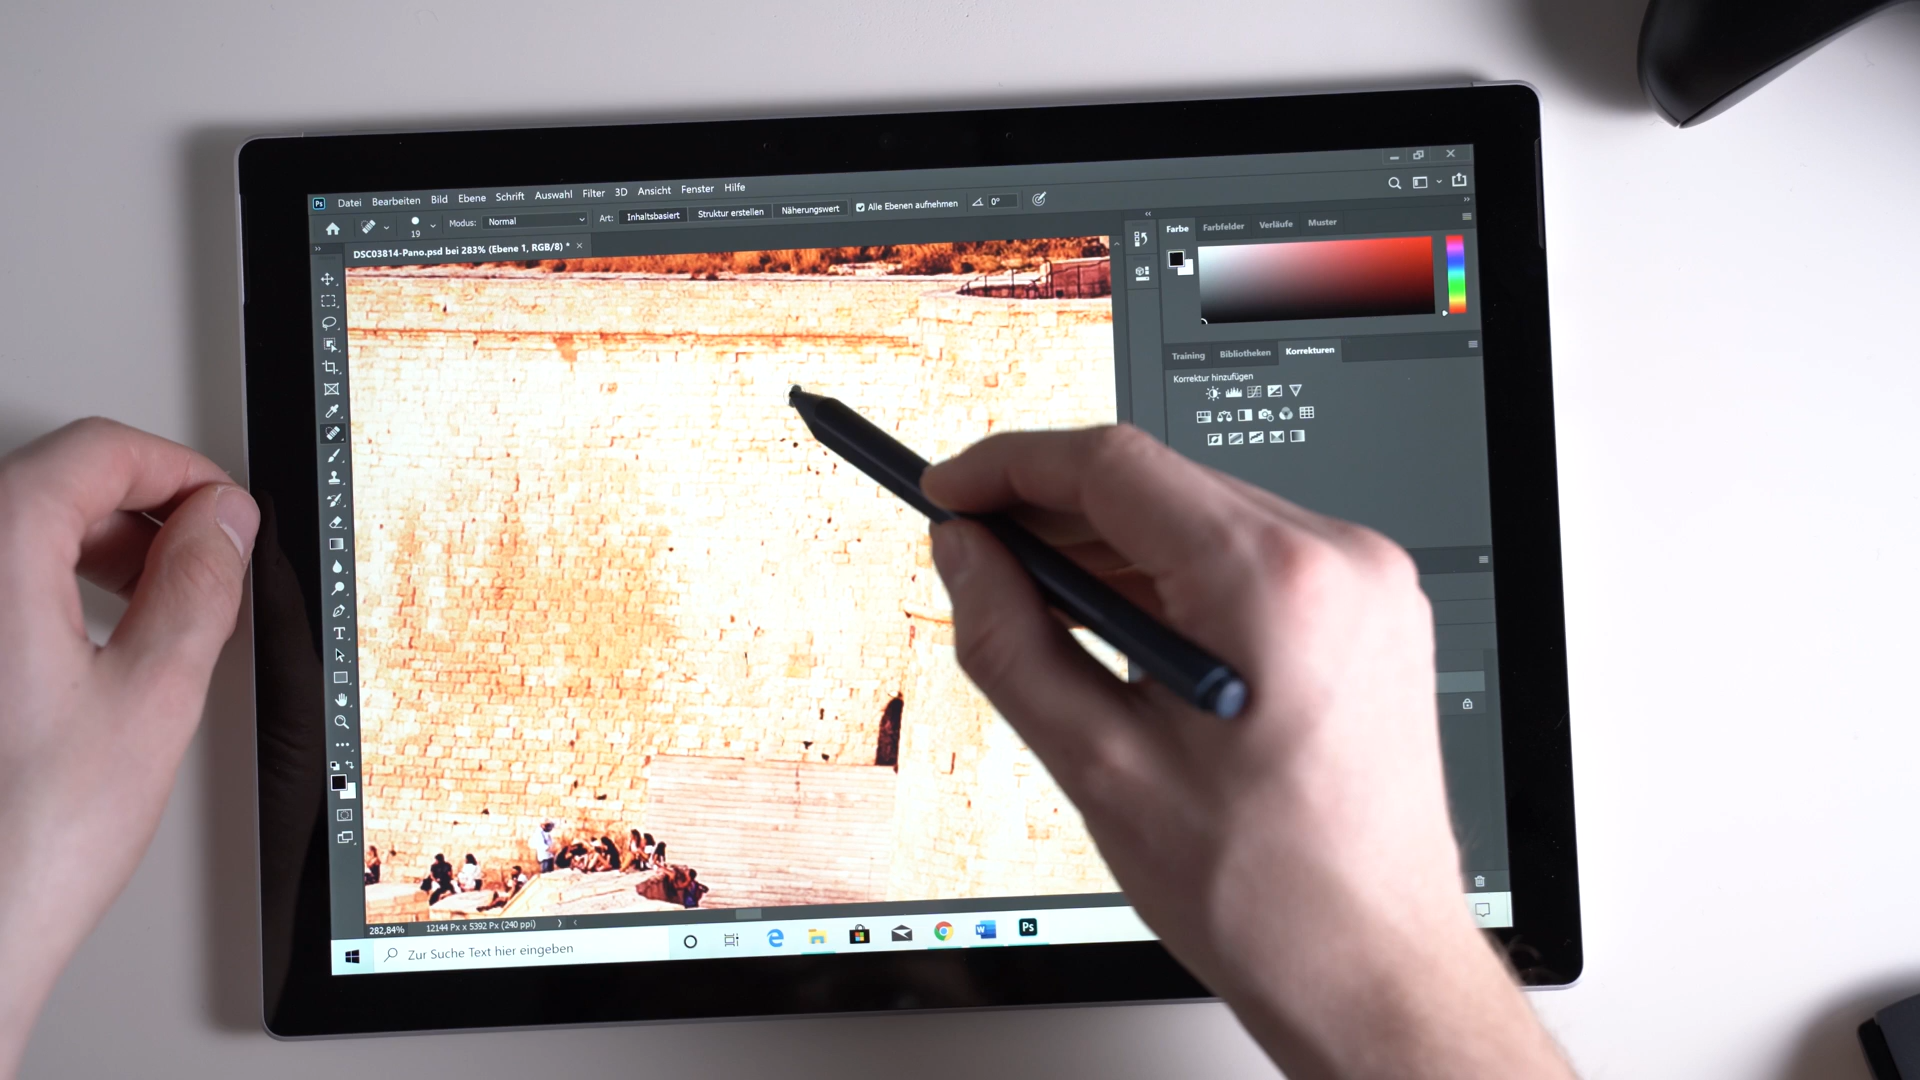 Ps Datei Bearbeiten Bild Ebene Schrift Auswahl Filter 3D Ansicht Fenster Hilfe
19 Modus: Normal Art: Inhaltsbasiert Struktur erstellen Näherungswert Alle Ebenen aufnehmen 0°
DSC03814-Pano.psd bei 283% (Ebene 1, RGB/8) * ×
Farbe Farbfelder Verläufe Muster
Training Bibliotheken Korrekturen
Korrektur hinzufügen
T
282,84% 12144 Px x 5392 Px (240 ppi)
Zur Suche Text hier eingeben
W
Ps